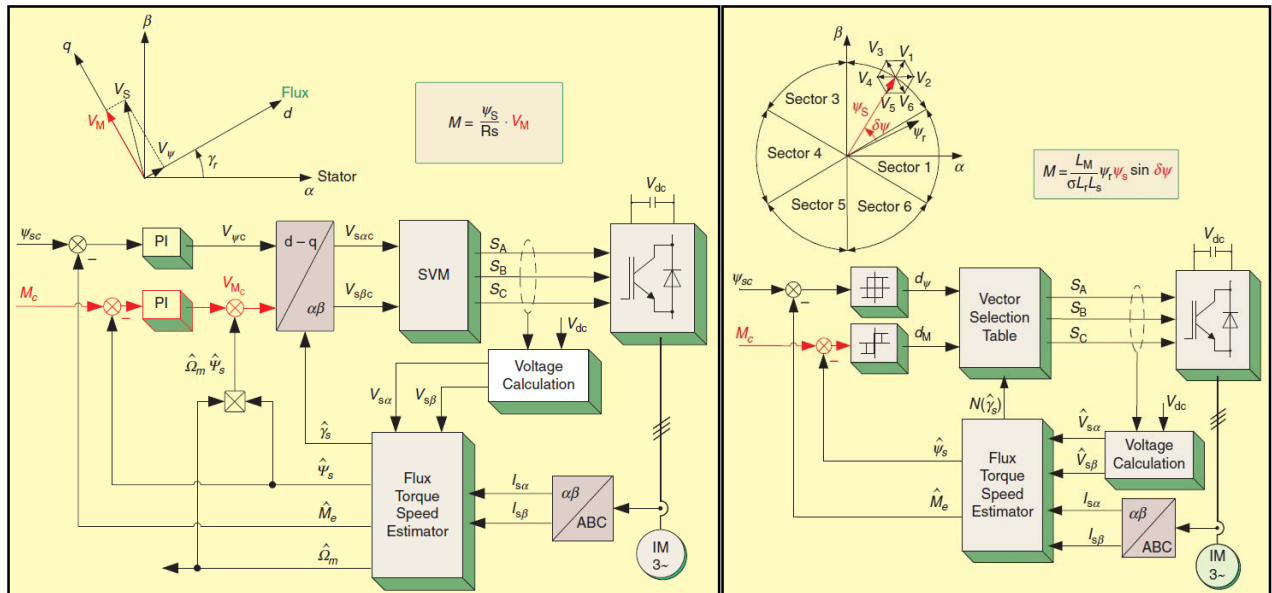 β
q
V_S
Flux
V_M
d
V_ψ
γ_r
Stator
α
M = ψ_S / Rs · V_M
V_dc
ψ_sc
PI
V_ψc
d – q
V_sαc
SVM
S_A
S_B
M_c
PI
V_Mc
αβ
V_sβc
S_C
V_dc
Ω̂_m Ψ̂_s
Voltage
Calculation
V_sα
V_sβ
γ̂_s
Ψ̂_s
Flux
Torque
Speed
Estimator
I_sα
αβ
M̂_e
I_sβ
ABC
Ω̂_m
IM
3~
β
V_3
V_1
V_4
V_2
V_5
V_6
Sector 3
ψ_S
δψ
ψ_r
Sector 4
Sector 1
α
Sector 5
Sector 6
M = L_M / σL_rL_s ψ_rψ_s sin δψ
V_dc
ψ_sc
d_ψ
Vector
Selection
Table
S_A
S_B
M_c
d_M
S_C
N(γ̂_s)
V_dc
V̂_sα
Voltage
Calculation
ψ̂_s
Flux
Torque
Speed
Estimator
V̂_sβ
I_sα
αβ
M̂_e
I_sβ
ABC
IM
3~